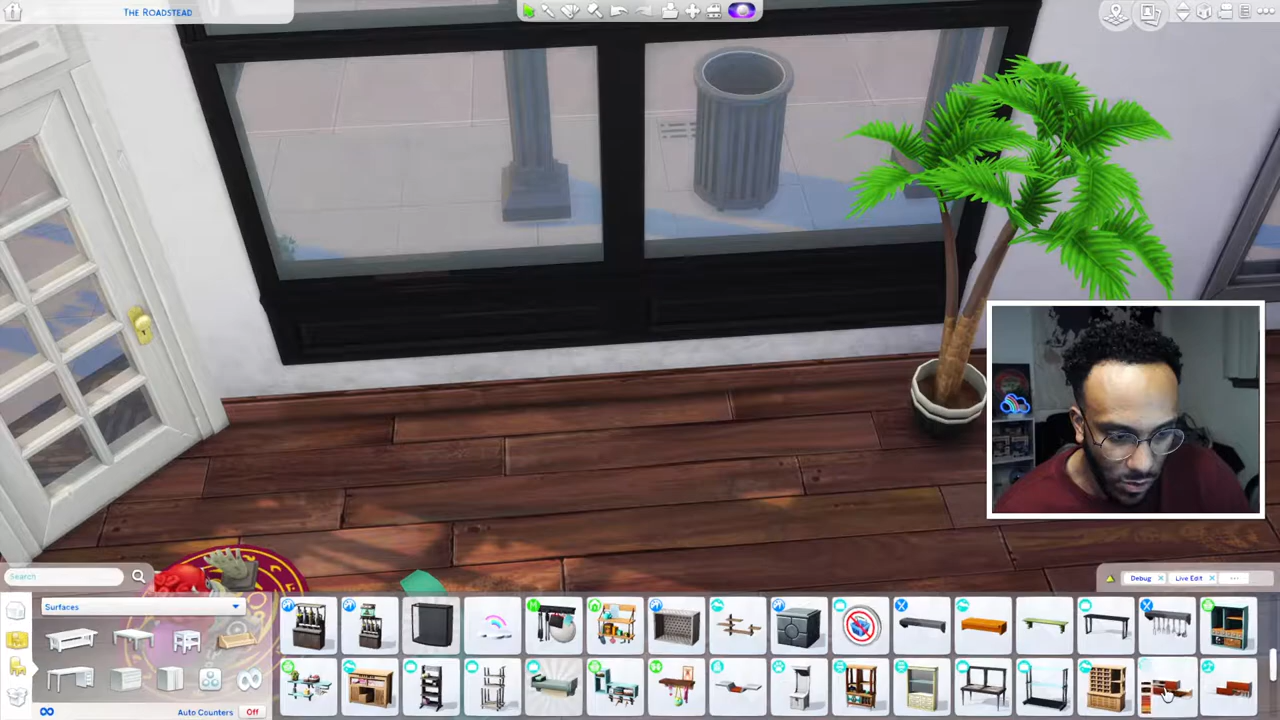 The Roadstead
Search
Debug
Live Edit
Surfaces
Auto Counters
Off